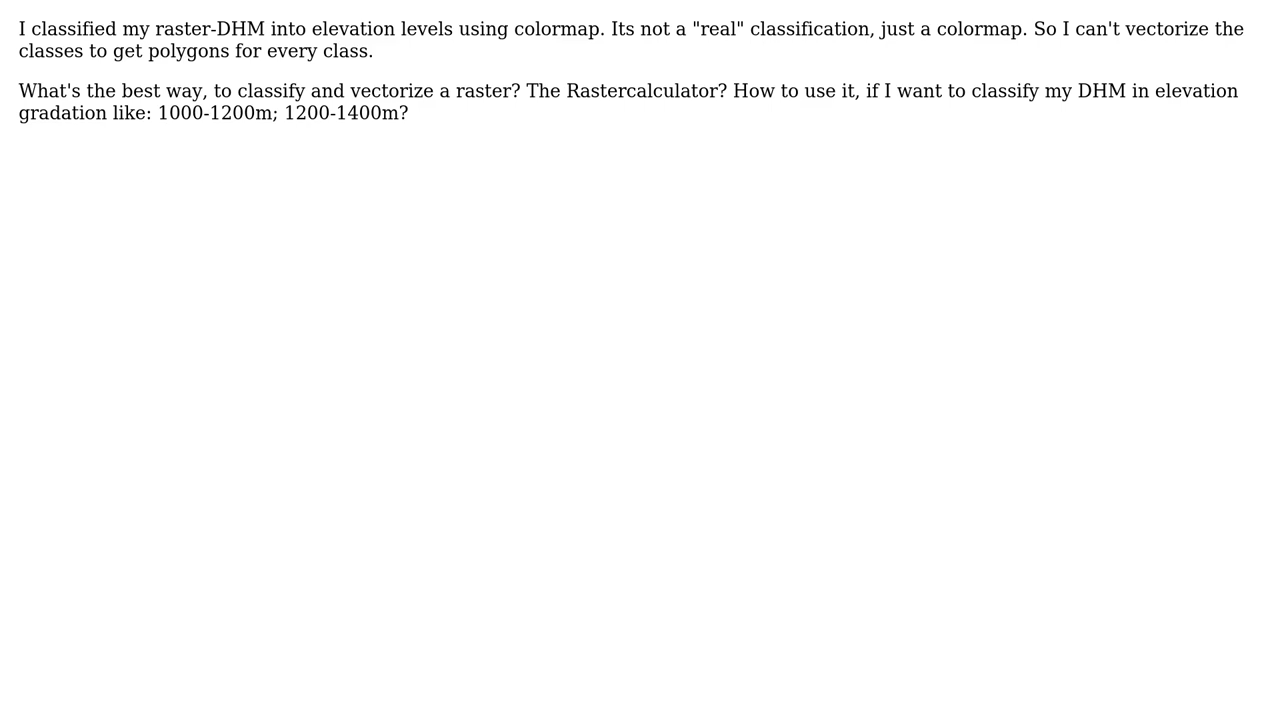 I classified my raster-DHM into elevation levels using colormap. Its not a "real" classification, just a colormap. So I can't vectorize the
classes to get polygons for every class.
What's the best way, to classify and vectorize a raster? The Rastercalculator? How to use it, if I want to classify my DHM in elevation
gradation like: 1000-1200m; 1200-1400m?